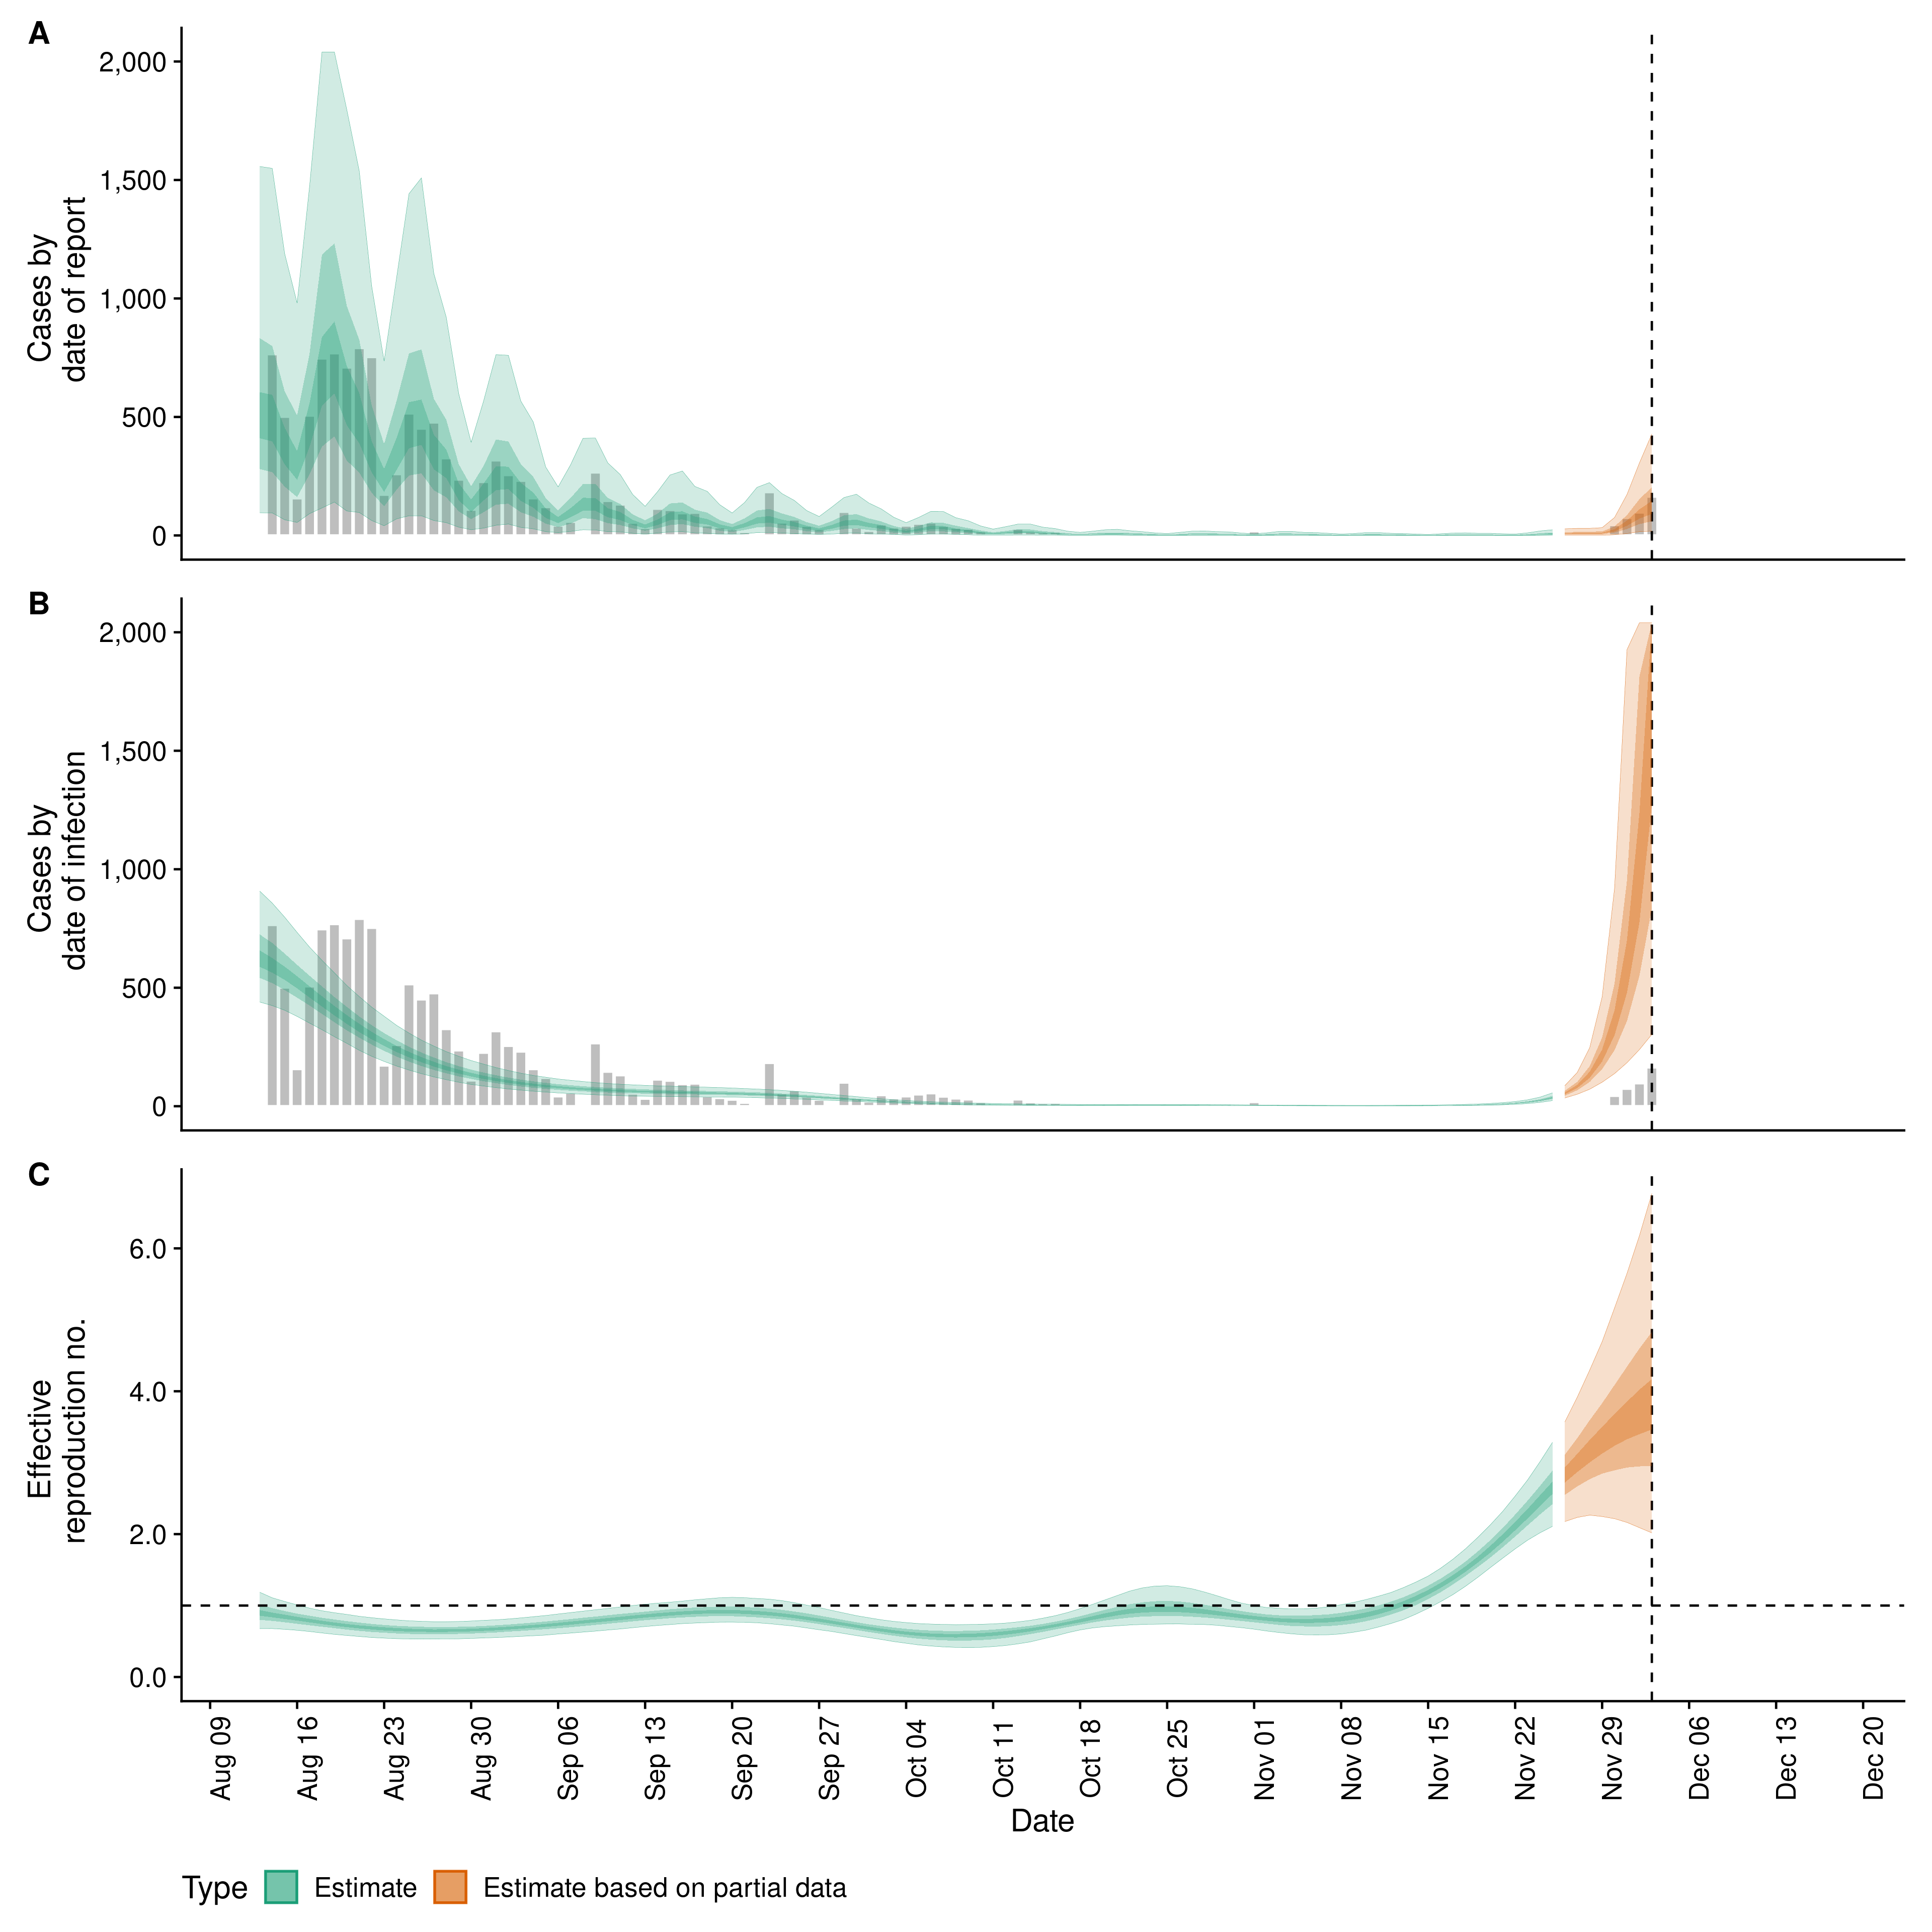 A
2,000
1,500
1,000
500
0
Cases by
date of report
B
2,000
1,500
1,000
500
0
Cases by
date of infection
C
6.0
4.0
2.0
0.0
Effective
reproduction no.
Aug 09
Aug 16
Aug 23
Aug 30
Sep 06
Sep 13
Sep 20
Sep 27
Oct 04
Oct 11
Oct 18
Oct 25
Nov 01
Nov 08
Nov 15
Nov 22
Nov 29
Dec 06
Dec 13
Dec 20
Date
Type Estimate Estimate based on partial data